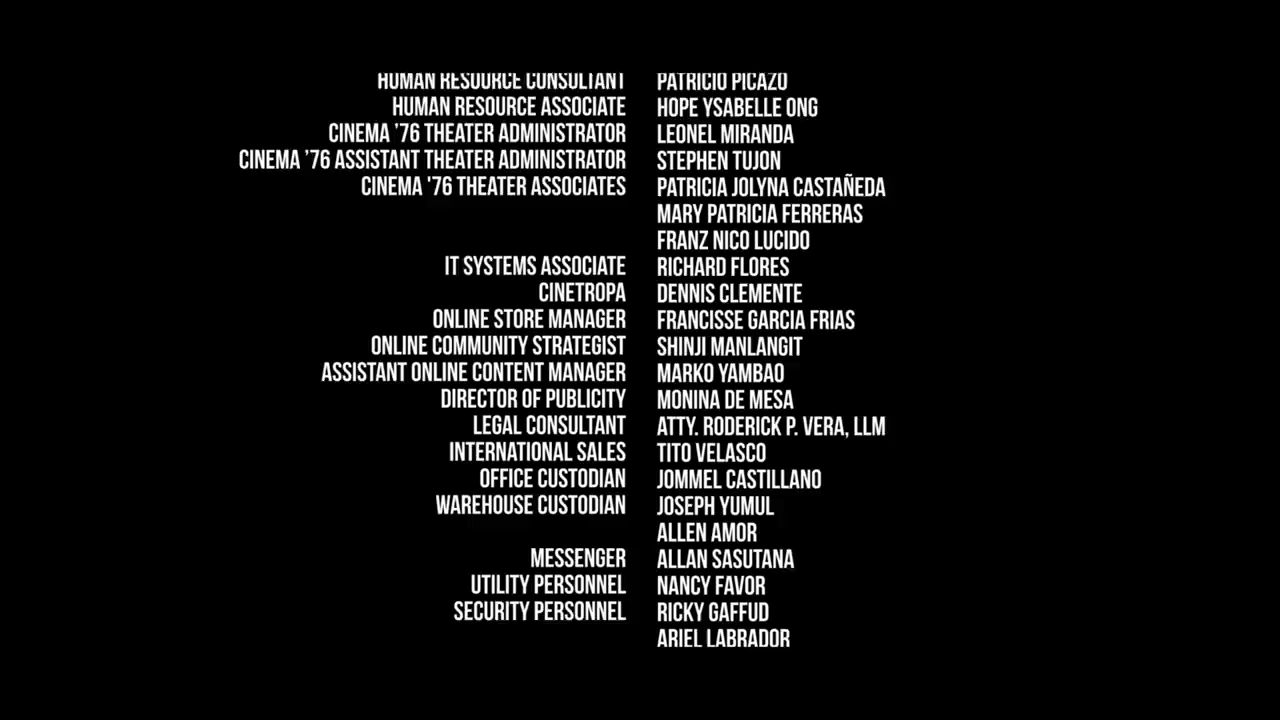 HUMAN RESOURCE CONSULTANT PATRICIO PICAZO
HUMAN RESOURCE ASSOCIATE HOPE YSABELLE ONG
CINEMA ’76 THEATER ADMINISTRATOR LEONEL MIRANDA
CINEMA ’76 ASSISTANT THEATER ADMINISTRATOR STEPHEN TUJON
CINEMA '76 THEATER ASSOCIATES PATRICIA JOLYNA CASTAÑEDA
MARY PATRICIA FERRERAS
FRANZ NICO LUCIDO
IT SYSTEMS ASSOCIATE RICHARD FLORES
CINETROPA DENNIS CLEMENTE
ONLINE STORE MANAGER FRANCISSE GARCIA FRIAS
ONLINE COMMUNITY STRATEGIST SHINJI MANLANGIT
ASSISTANT ONLINE CONTENT MANAGER MARKO YAMBAO
DIRECTOR OF PUBLICITY MONINA DE MESA
LEGAL CONSULTANT ATTY. RODERICK P. VERA, LLM
INTERNATIONAL SALES TITO VELASCO
OFFICE CUSTODIAN JOMMEL CASTILLANO
WAREHOUSE CUSTODIAN JOSEPH YUMUL
ALLEN AMOR
MESSENGER ALLAN SASUTANA
UTILITY PERSONNEL NANCY FAVOR
SECURITY PERSONNEL RICKY GAFFUD
ARIEL LABRADOR